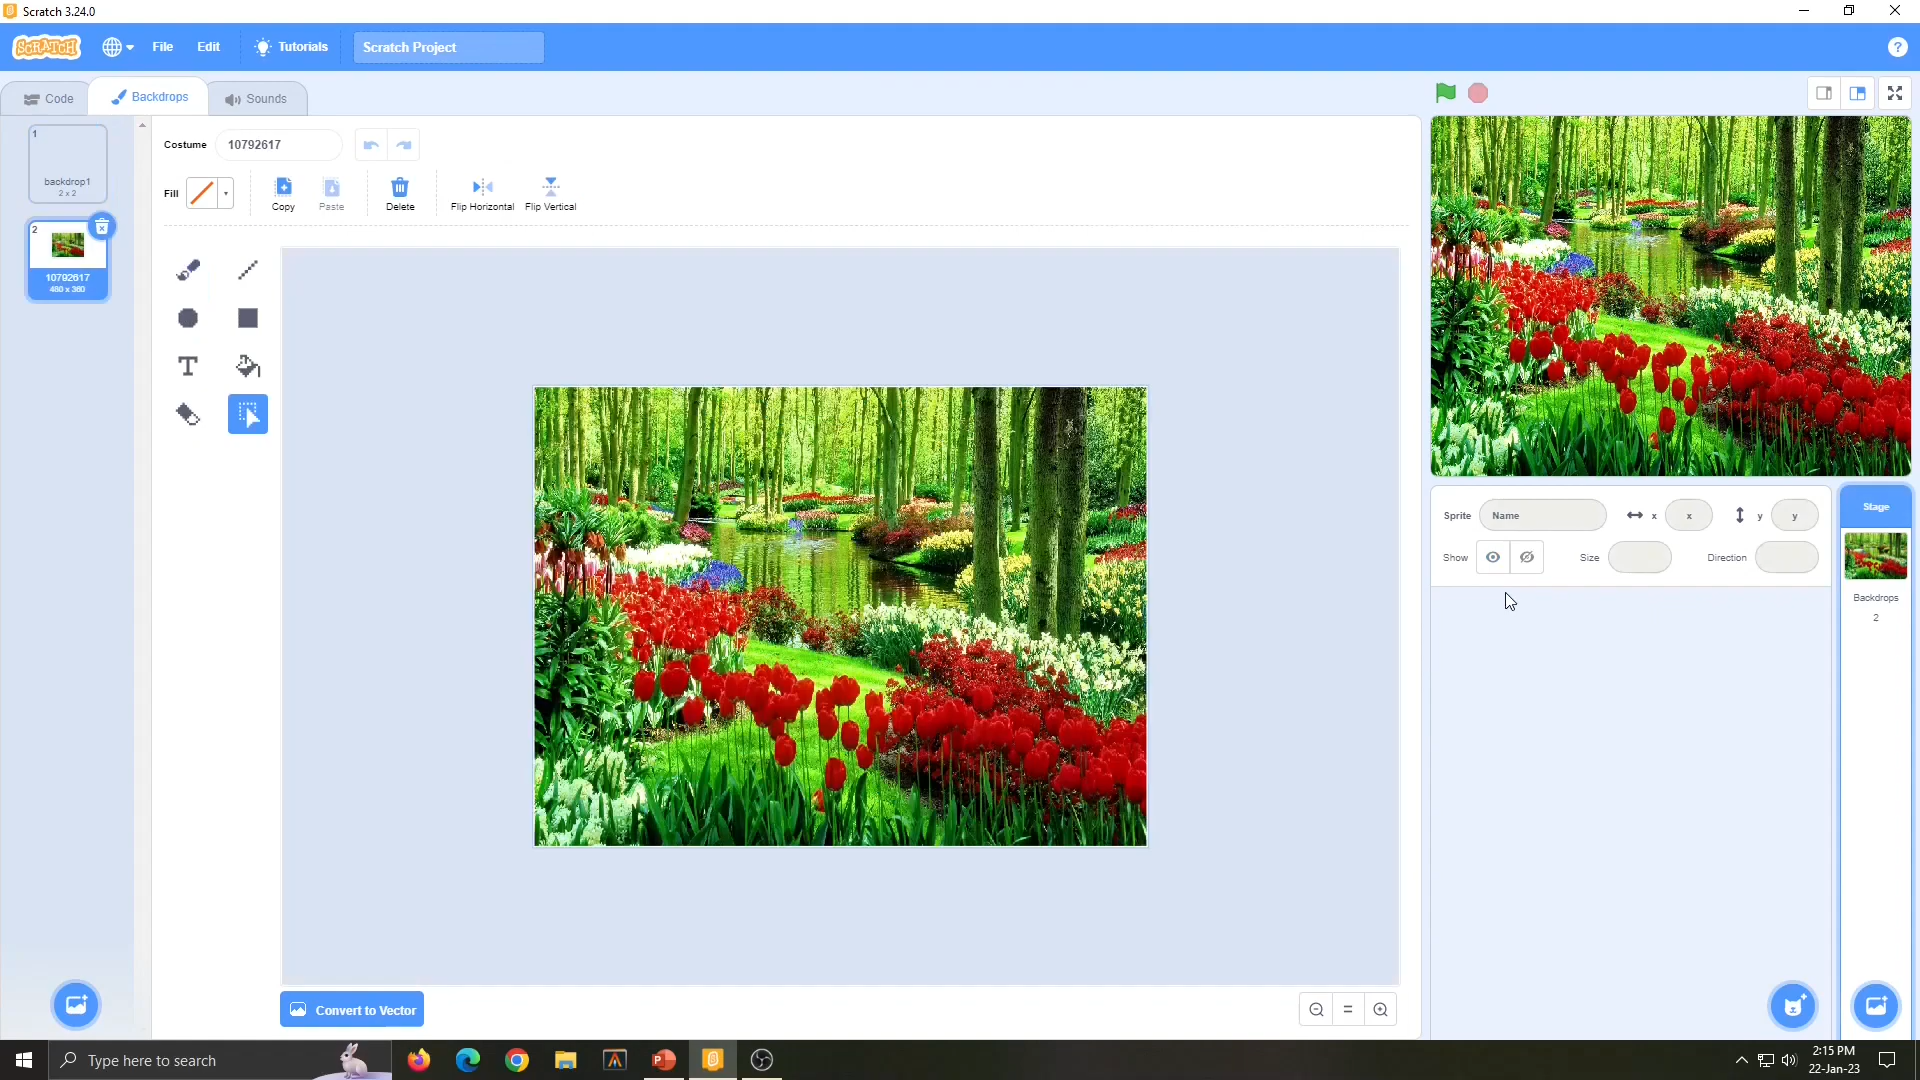 Scratch 3.24.0
SCRATCH File Edit Tutorials Scratch Project ?
Code Backdrops Sounds
1
backdrop1
2 x 2
2
10792617
480 x 360
Costume 10792617
Fill
Copy Paste Delete Flip Horizontal Flip Vertical
T
Convert to Vector
Sprite Name x x y y
Show Size Direction
Stage
Backdrops
2
Type here to search
2:15 PM
22-Jan-23